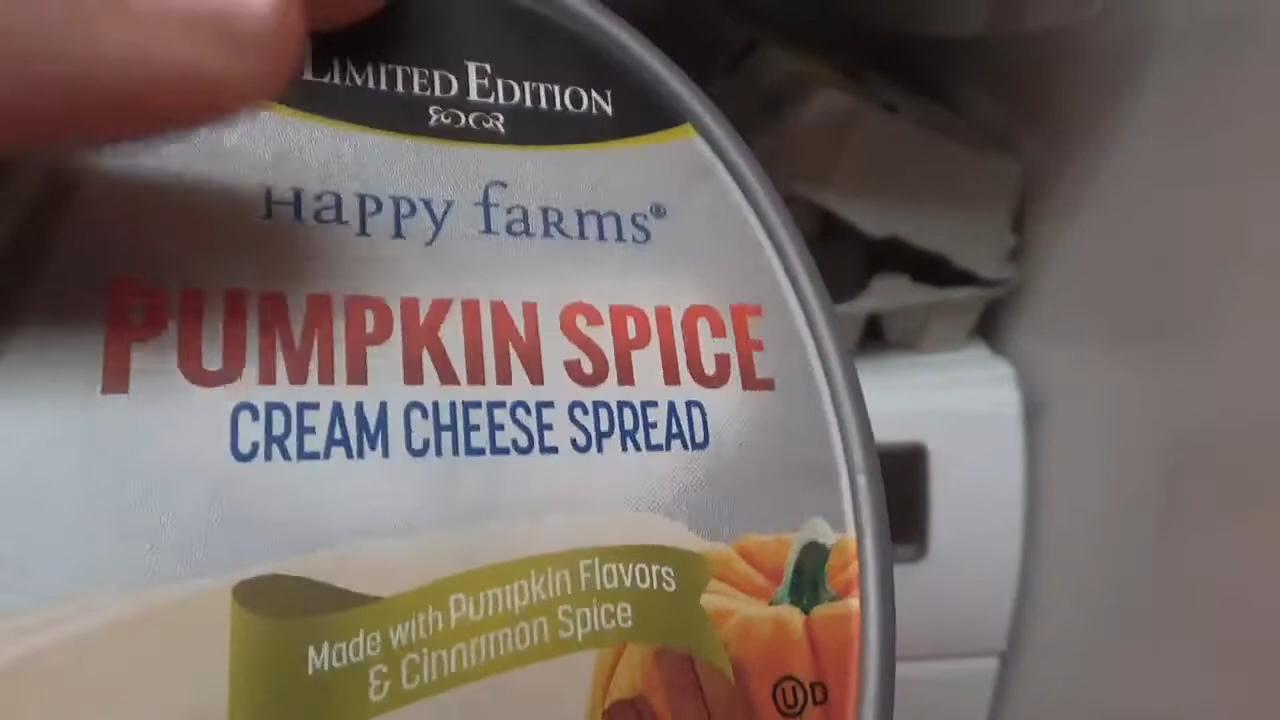 LIMITED EDITION
Happy farms®
PUMPKIN SPICE
CREAM CHEESE SPREAD
Made with Pumpkin Flavors
& Cinnamon Spice
U D